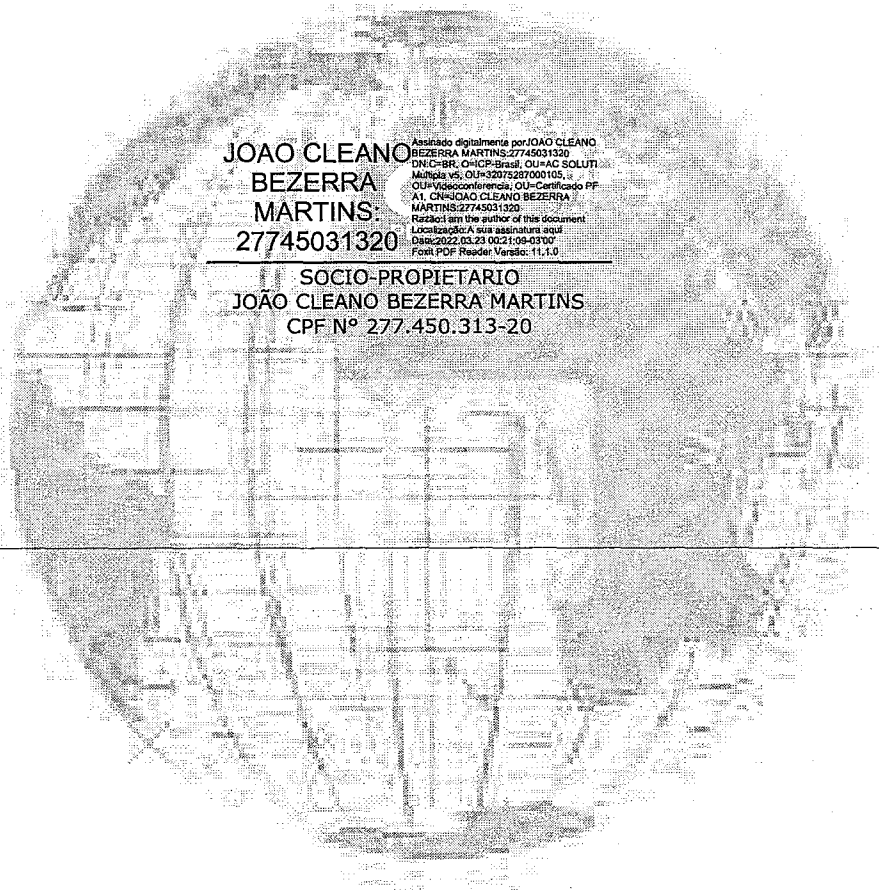 JOAO CLEANO
BEZERRA
MARTINS:
27745031320
Assinado digitalmente por JOAO CLEANO
BEZERRA MARTINS:27745031320
DN:C=BR, O=ICP-Brasil, OU=AC SOLUTI
Multipla v5, OU=32075287000105,
OU=Videoconferencia, OU=Certificado PF
A1, CN=JOAO CLEANO BEZERRA
MARTINS:27745031320
Razão:I am the author of this document
Localização:A sua assinatura aqui
Data:2022.03.23 00:21:09-03'00'
Foxit PDF Reader Versão: 11.1.0
SOCIO-PROPIETARIO
JOÃO CLEANO BEZERRA MARTINS
CPF N° 277.450.313-20